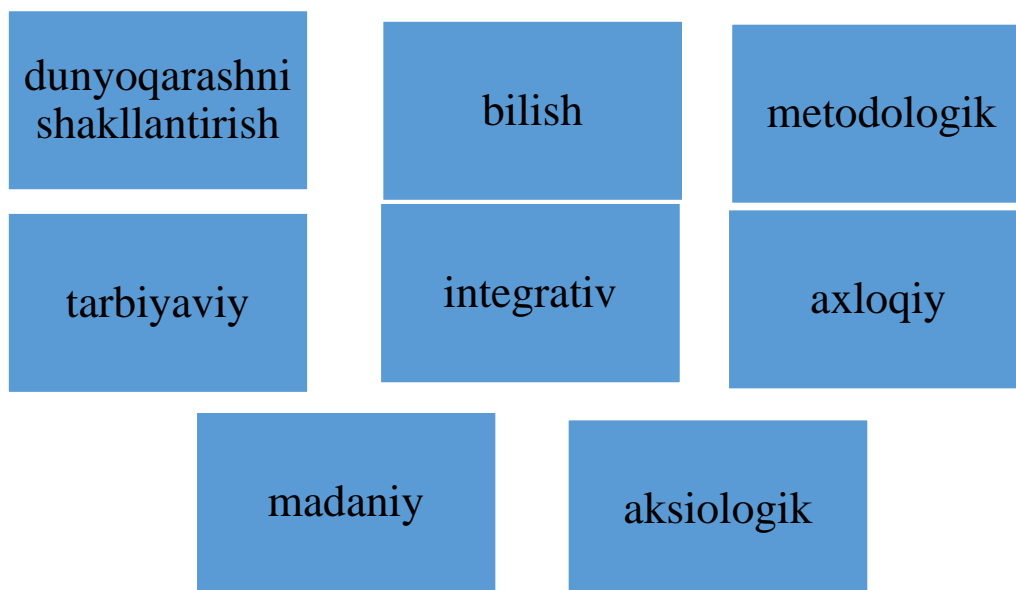 dunyoqarashni
shakllantirish
bilish
metodologik
tarbiyaviy
integrativ
axloqiy
madaniy
aksiologik